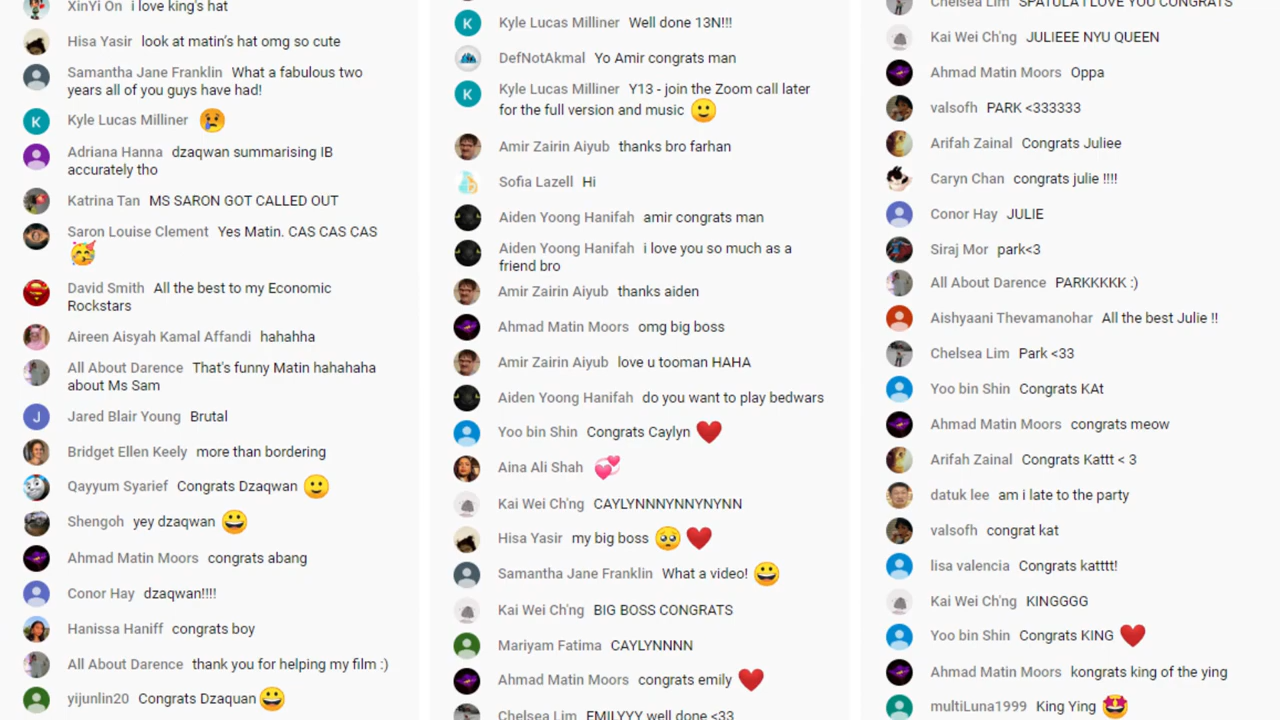 XinYi On i love king's hat
Hisa Yasir look at matin's hat omg so cute
Samantha Jane Franklin What a fabulous two
years all of you guys have had!
K
Kyle Lucas Milliner 😢
Adriana Hanna dzaqwan summarising IB
accurately tho
Katrina Tan MS SARON GOT CALLED OUT
Saron Louise Clement Yes Matin. CAS CAS CAS
🥳
David Smith All the best to my Economic
Rockstars
Aireen Aisyah Kamal Affandi hahahha
All About Darence That's funny Matin hahahaha
about Ms Sam
J
Jared Blair Young Brutal
Bridget Ellen Keely more than bordering
Qayyum Syarief Congrats Dzaqwan 🙂
Shengoh yey dzaqwan 😀
Ahmad Matin Moors congrats abang
Conor Hay dzaqwan!!!!
Hanissa Haniff congrats boy
All About Darence thank you for helping my film :)
yijunlin20 Congrats Dzaquan 😀
K
Kyle Lucas Milliner Well done 13N!!!
DefNotAkmal Yo Amir congrats man
K
Kyle Lucas Milliner Y13 - join the Zoom call later
for the full version and music 🙂
Amir Zairin Aiyub thanks bro farhan
Sofia Lazell Hi
Aiden Yoong Hanifah amir congrats man
Aiden Yoong Hanifah i love you so much as a
friend bro
Amir Zairin Aiyub thanks aiden
Ahmad Matin Moors omg big boss
Amir Zairin Aiyub love u tooman HAHA
Aiden Yoong Hanifah do you want to play bedwars
Yoo bin Shin Congrats Caylyn ❤️
Aina Ali Shah 💞
Kai Wei Ch'ng CAYLYNNNYNNYNYNN
Hisa Yasir my big boss 🥺 ❤️
Samantha Jane Franklin What a video! 😀
Kai Wei Ch'ng BIG BOSS CONGRATS
Mariyam Fatima CAYLYNNNN
Ahmad Matin Moors congrats emily ❤️
Chelsea Lim EMILYYY well done <33
Chelsea Lim SPATULA I LOVE YOU CONGRATS
Kai Wei Ch'ng JULIEEE NYU QUEEN
Ahmad Matin Moors Oppa
valsofh PARK <333333
Arifah Zainal Congrats Juliee
Caryn Chan congrats julie !!!!
Conor Hay JULIE
Siraj Mor park<3
All About Darence PARKKKKK :)
Aishyaani Thevamanohar All the best Julie !!
Chelsea Lim Park <33
Yoo bin Shin Congrats KAt
Ahmad Matin Moors congrats meow
Arifah Zainal Congrats Kattt < 3
datuk lee am i late to the party
valsofh congrat kat
lisa valencia Congrats katttt!
Kai Wei Ch'ng KINGGGG
Yoo bin Shin Congrats KING ❤️
Ahmad Matin Moors kongrats king of the ying
multiLuna1999 King Ying 🤩